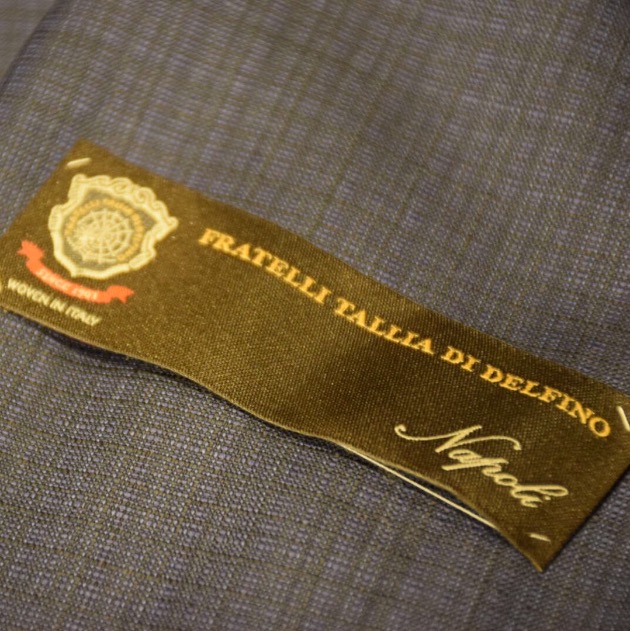 SINCE 1903
WOVEN IN ITALY
FRATELLI TALLIA DI DELFINO
Napoli